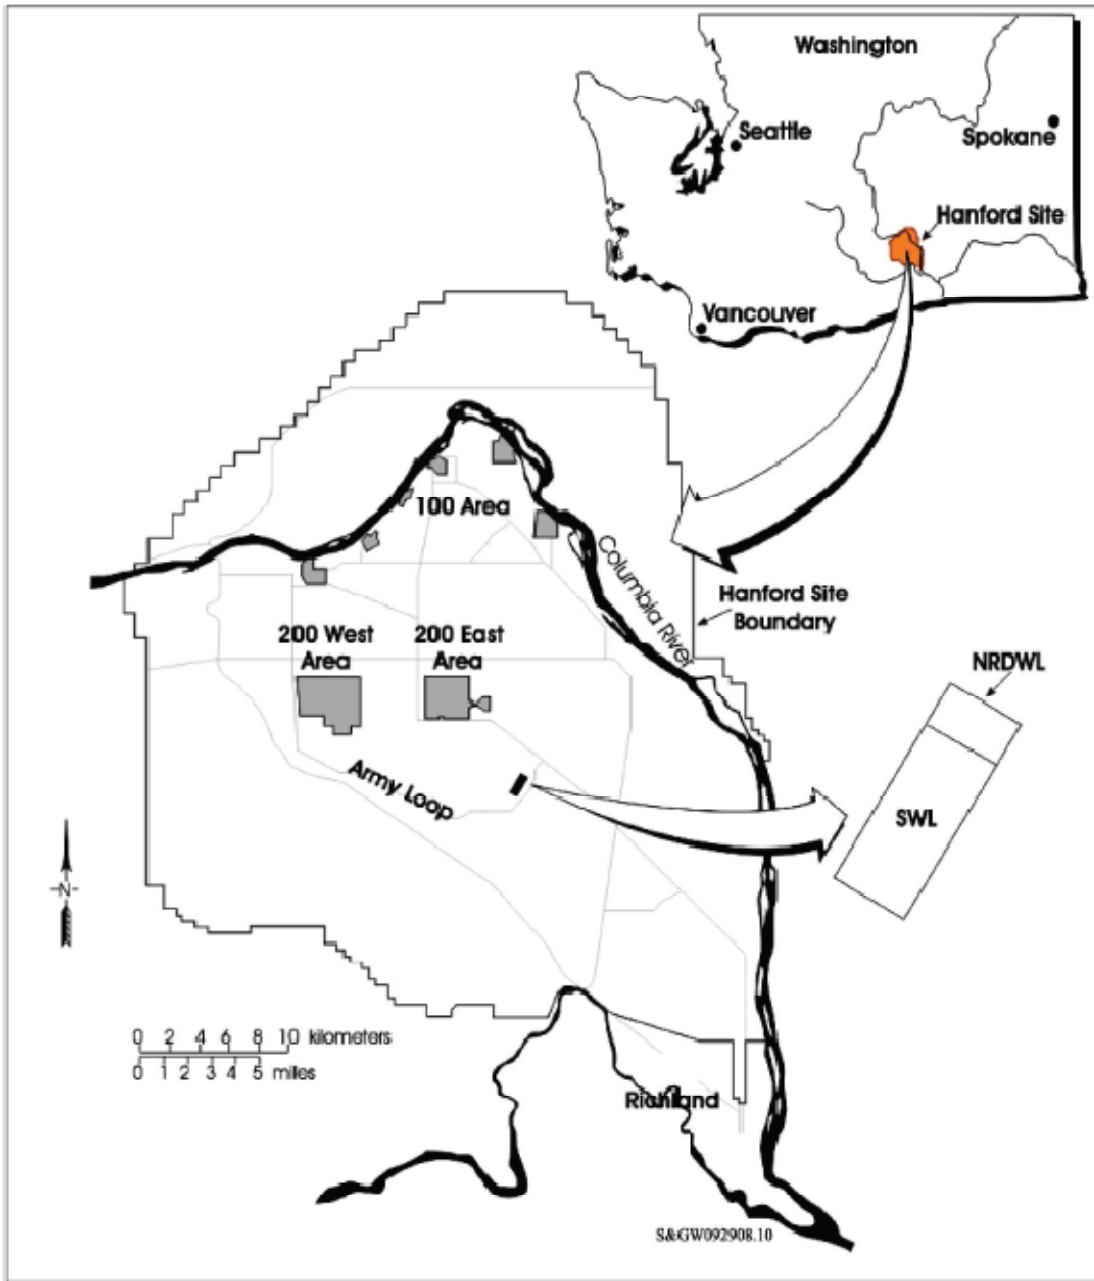 Washington
Seattle
Spokane
Hanford Site
Vancouver
100 Area
Columbia River
Hanford Site
Boundary
200 West
Area
200 East
Area
NRDWL
Army Loop
SWL
N
0 2 4 6 8 10 kilometers
0 1 2 3 4 5 miles
Richland
S&GW092908.10